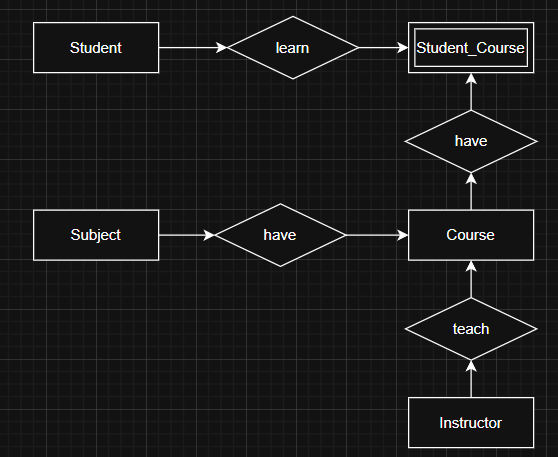 Student
learn
Student_Course
have
Subject
have
Course
teach
Instructor